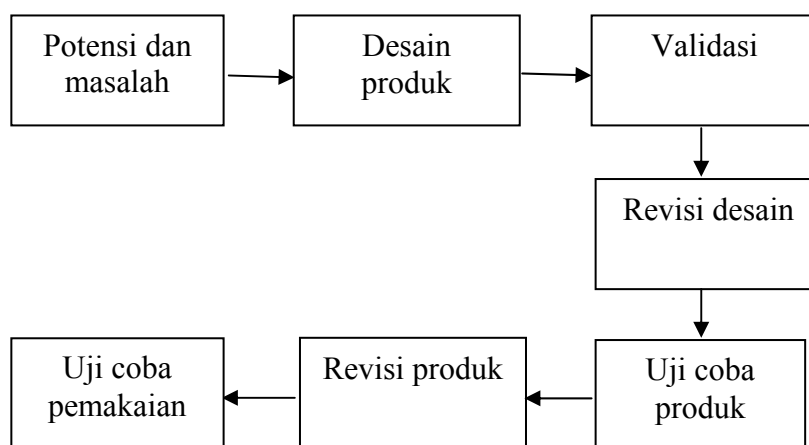 Potensi dan
masalah
Desain
produk
Validasi
Revisi desain
Uji coba
produk
Revisi produk
Uji coba
pemakaian